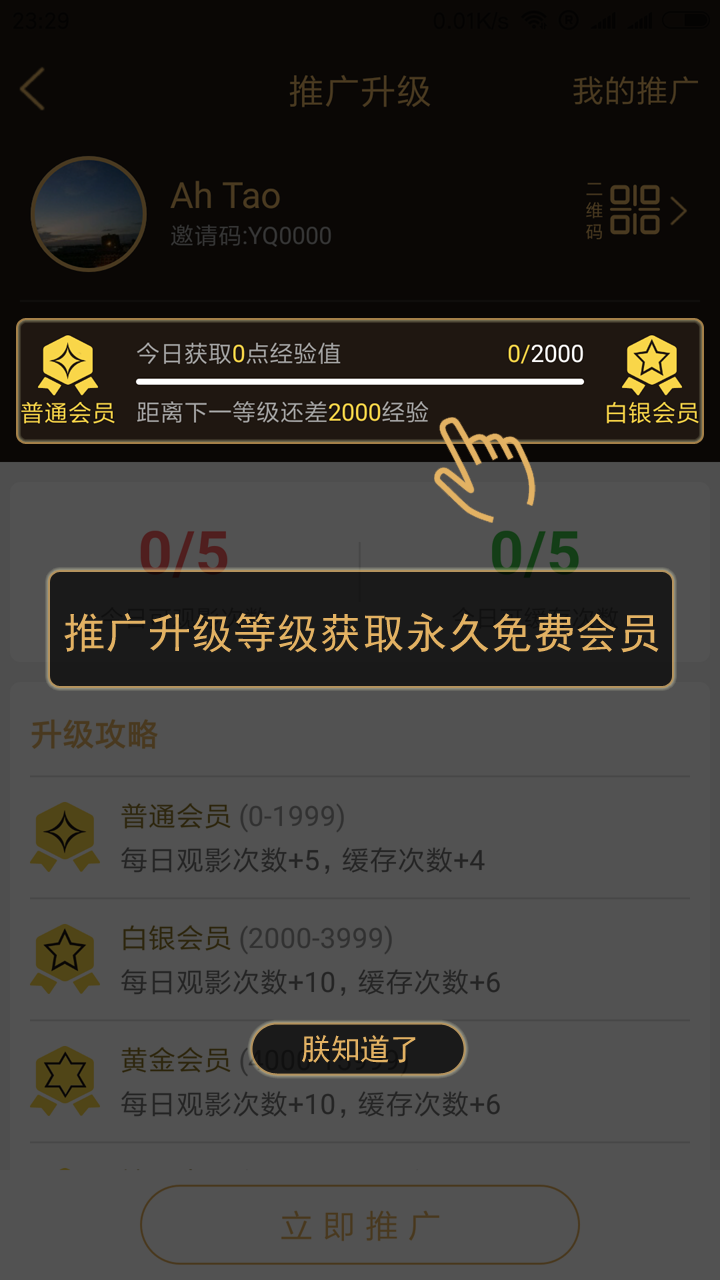 23:29
0.01K/s
推广升级
我的推广
Ah Tao
邀请码:YQ0000
二维码
今日获取0点经验值
0/2000
普通会员
距离下一等级还差2000经验
白银会员
0/5
0/5
推广升级等级获取永久免费会员
升级攻略
普通会员 (0-1999)
每日观影次数+5, 缓存次数+4
白银会员 (2000-3999)
每日观影次数+10, 缓存次数+6
黄金会员
朕知道了
每日观影次数+10, 缓存次数+6
立即推广